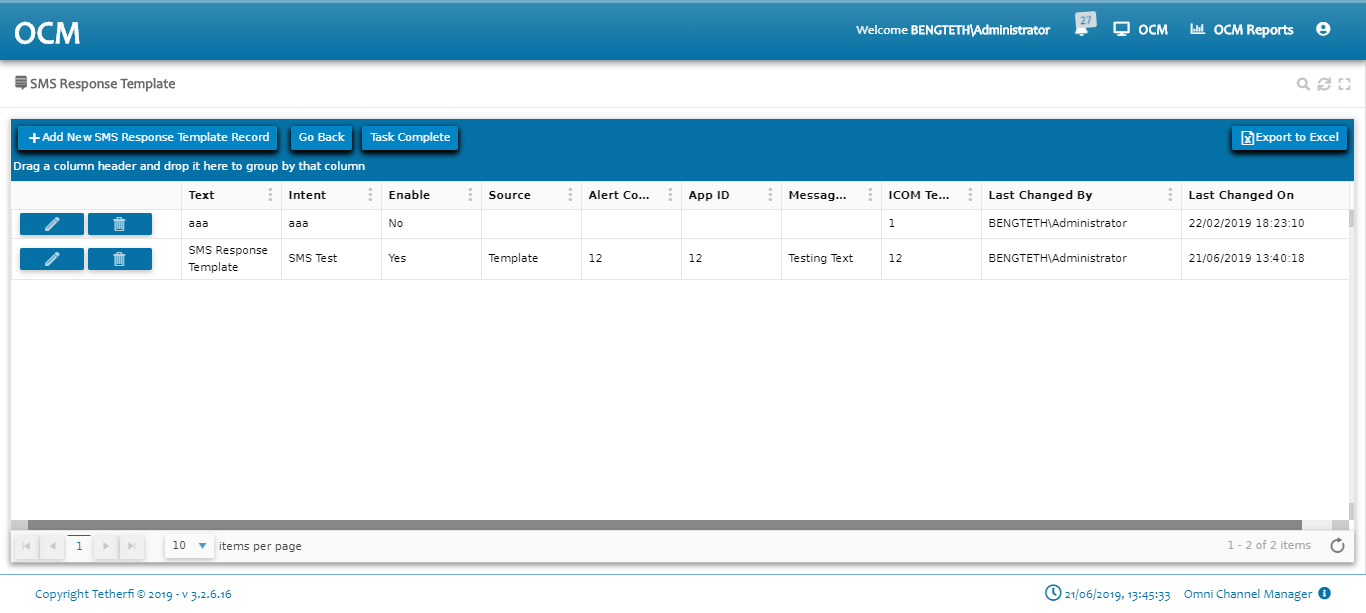 OCM
Welcome BENGTETH\Administrator
27
OCM
OCM Reports
SMS Response Template
Add New SMS Response Template Record
Go Back
Task Complete
Export to Excel
Drag a column header and drop it here to group by that column
Text Intent Enable Source Alert Co... App ID Messag... ICOM Te... Last Changed By Last Changed On
aaa aaa No 1 BENGTETH\Administrator 22/02/2019 18:23:10
SMS Response
Template
SMS Test Yes Template 12 12 Testing Text 12 BENGTETH\Administrator 21/06/2019 13:40:18
1
10
items per page
1 - 2 of 2 items
Copyright Tetherfi © 2019 - v 3.2.6.16
21/06/2019, 13:45:33
Omni Channel Manager